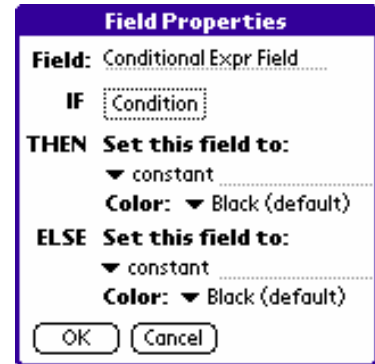 Field Properties
Field: Conditional Expr Field
IF Condition
THEN Set this field to:
constant
Color: Black (default)
ELSE Set this field to:
constant
Color: Black (default)
OK Cancel